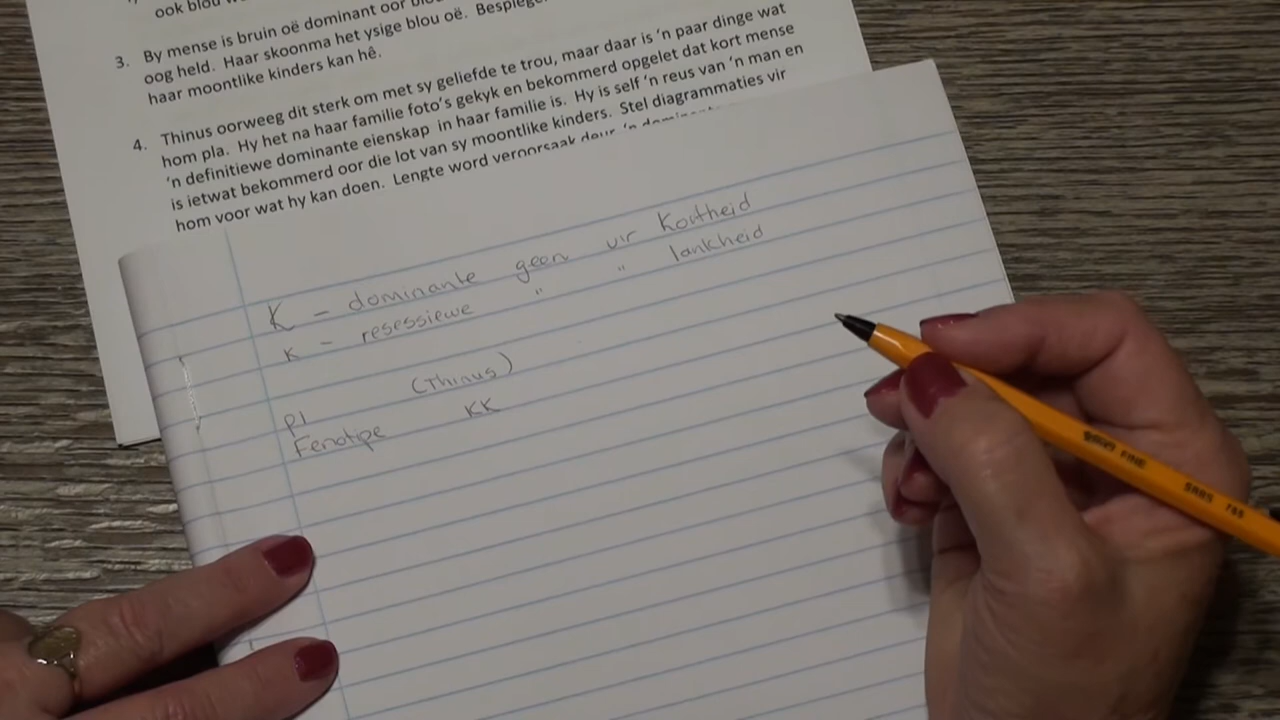 ook blou
3. By mense is bruin oë dominant oor
oog held. Haar skoonma het ysige blou oë.
haar moontlike kinders kan hê.
4. Thinus oorweeg dit sterk om met sy geliefde te trou, maar daar is 'n paar dinge wat
hom pla. Hy het na haar familie foto's gekyk en bekommerd opgelet dat kort mense
'n definitiewe dominante eienskap in haar familie is. Hy is self 'n reus van 'n man en
is ietwat bekommerd oor die lot van sy moontlike kinders. Stel diagrammaties vir
hom voor wat hy kan doen. Lengte word veroorsaak deur 'n
K - dominante geen vir Kortheid
k - resessiewe " " lankheid
(Thinus)
P1
Fenotipe KK
FINE